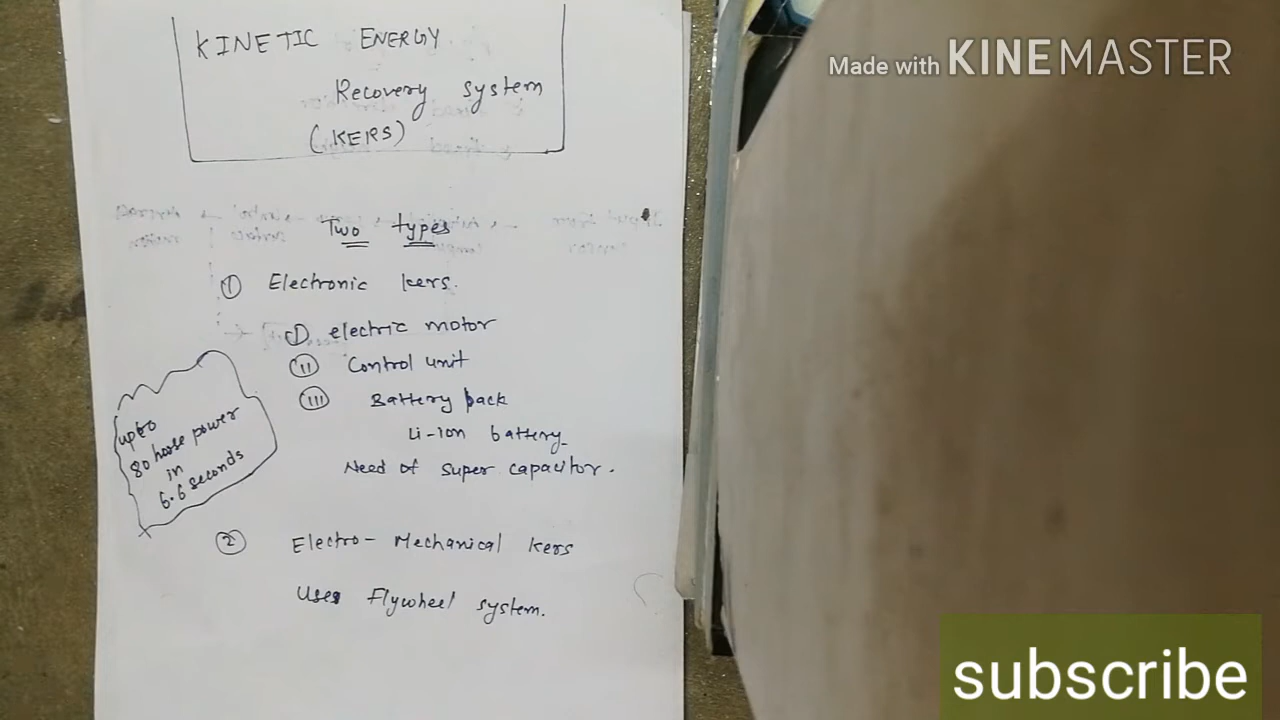 KINETIC ENERGY
Recovery system
(KERS)
Two types
① Electronic kers.
Ⓘ electric motor
ⓘⓘ Control unit
ⓘⓘⓘ Battery pack
Li-Ion battery
Need of super capacitor.
upto
80 horse power
in
6.6 seconds
② Electro-Mechanical kers
Uses Flywheel system.
Made with KINEMASTER
subscribe